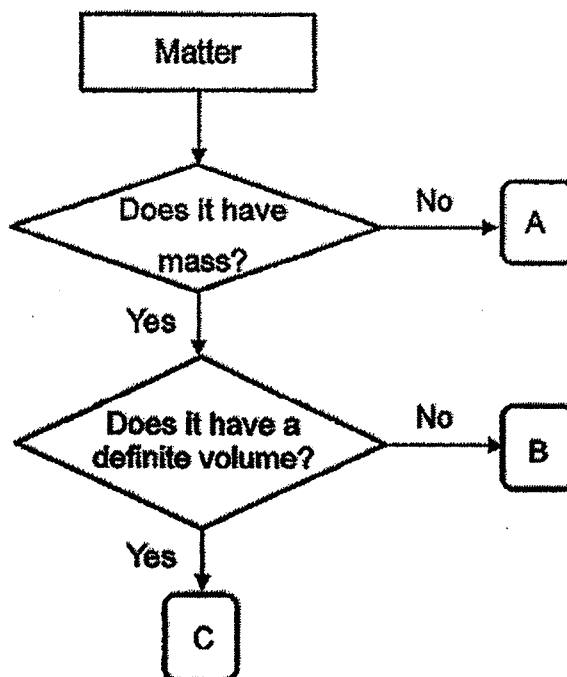 Matter
Does it have
mass?
No
A
Yes
Does it have a
definite volume?
No
B
Yes
C